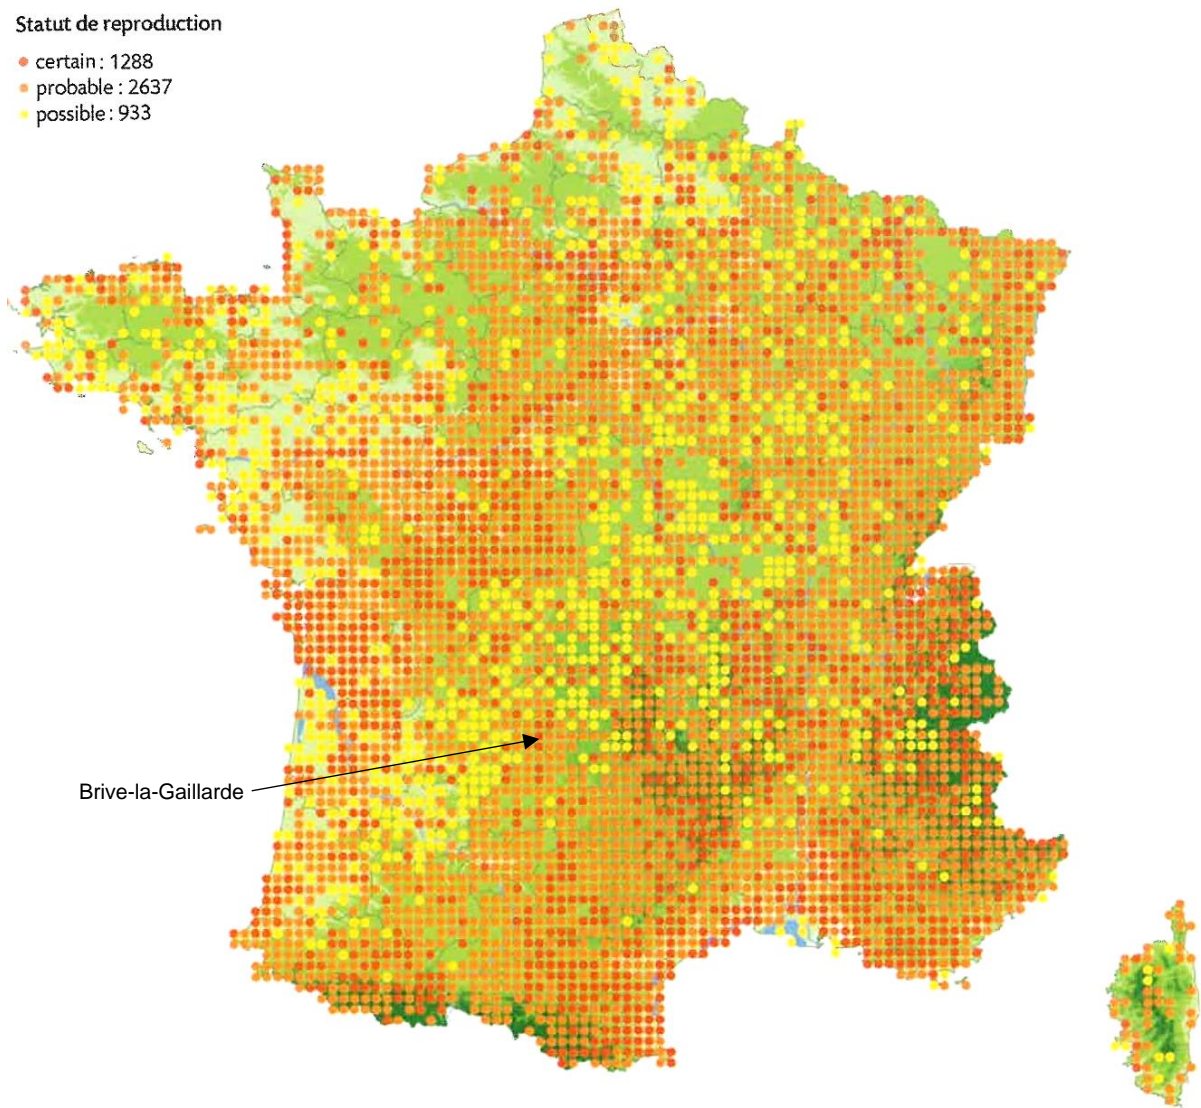 Statut de reproduction
certain : 1288
probable : 2637
possible : 933
Brive-la-Gaillarde